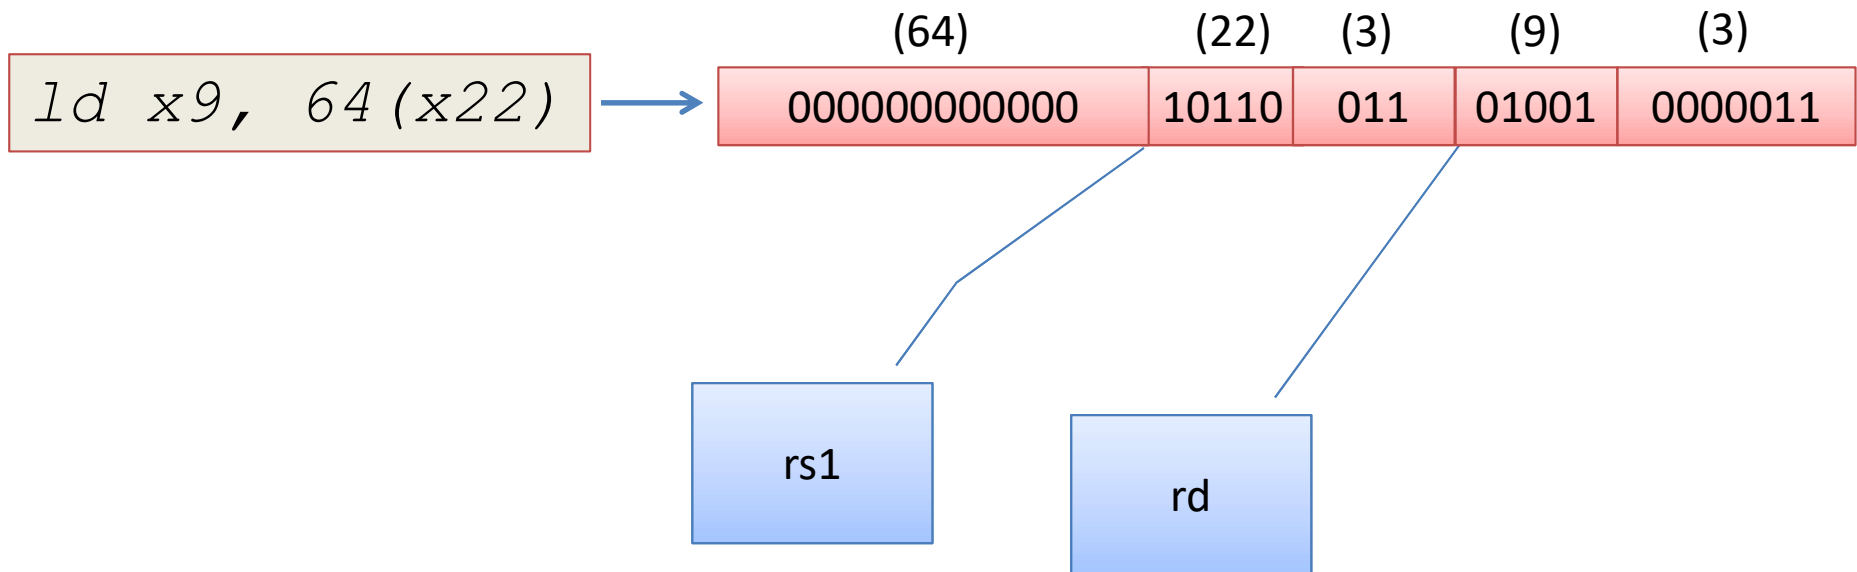 (64) (22) (3) (9) (3)
ld x9, 64(x22) 000000000000 10110 011 01001 0000011
rs1
rd